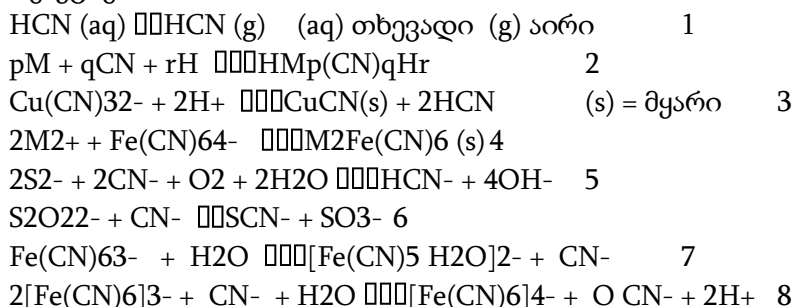 HCN (aq) ▯▯HCN (g) (aq) თხევადი (g) აირი 1
pM + qCN + rH ▯▯▯HMp(CN)qHr 2
Cu(CN)32- + 2H+ ▯▯▯CuCN(s) + 2HCN (s) = მყარი 3
2M2+ + Fe(CN)64- ▯▯▯M2Fe(CN)6 (s) 4
2S2- + 2CN- + O2 + 2H2O ▯▯▯HCN- + 4OH- 5
S2O22- + CN- ▯▯SCN- + SO3- 6
Fe(CN)63- + H2O ▯▯▯[Fe(CN)5 H2O]2- + CN- 7
2[Fe(CN)6]3- + CN- + H2O ▯▯▯[Fe(CN)6]4- + O CN- + 2H+ 8